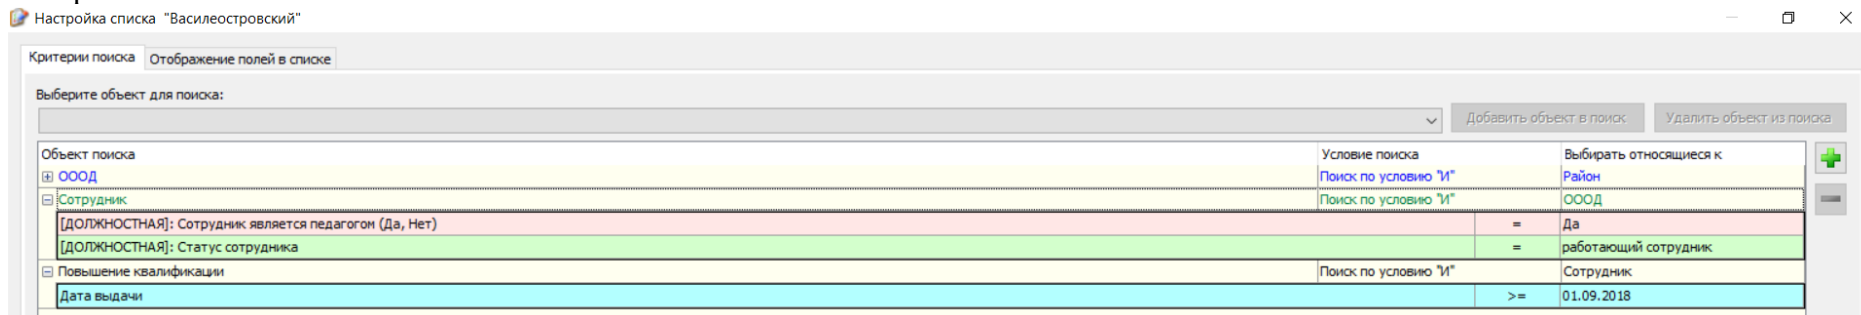 Настройка списка "Василеостровский"
Критерии поиска Отображение полей в списке
Выберите объект для поиска:
Добавить объект в поиск Удалить объект из поиска
Объект поиска Условие поиска Выбирать относящиеся к
ОООД Поиск по условию "И" Район
Сотрудник Поиск по условию "И" ОООД
[ДОЛЖНОСТНАЯ]: Сотрудник является педагогом (Да, Нет) = Да
[ДОЛЖНОСТНАЯ]: Статус сотрудника = работающий сотрудник
Повышение квалификации Поиск по условию "И" Сотрудник
Дата выдачи >= 01.09.2018